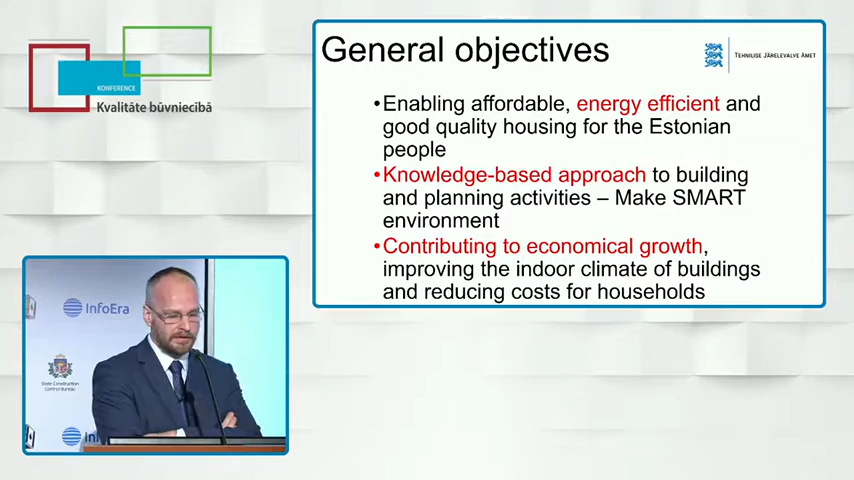 KONFERENCE
Kvalitāte būvniecībā
General objectives
TEHNILISE JÄRELEVALVE AMET
•Enabling affordable, energy efficient and
good quality housing for the Estonian
people
•Knowledge-based approach to building
and planning activities – Make SMART
environment
•Contributing to economical growth,
improving the indoor climate of buildings
and reducing costs for households
InfoEra
State Construction
Control Bureau
In